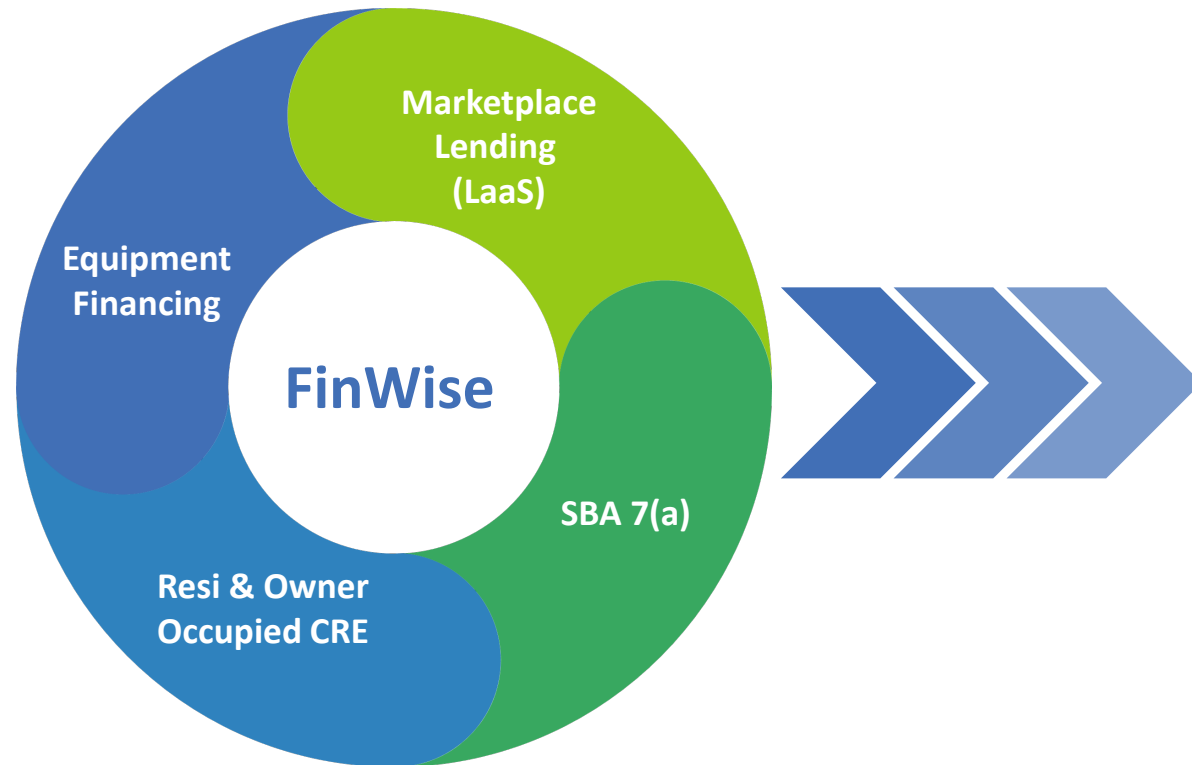 Marketplace
Lending
(LaaS)
Equipment
Financing
FinWise
SBA 7(a)
Resi & Owner
Occupied CRE